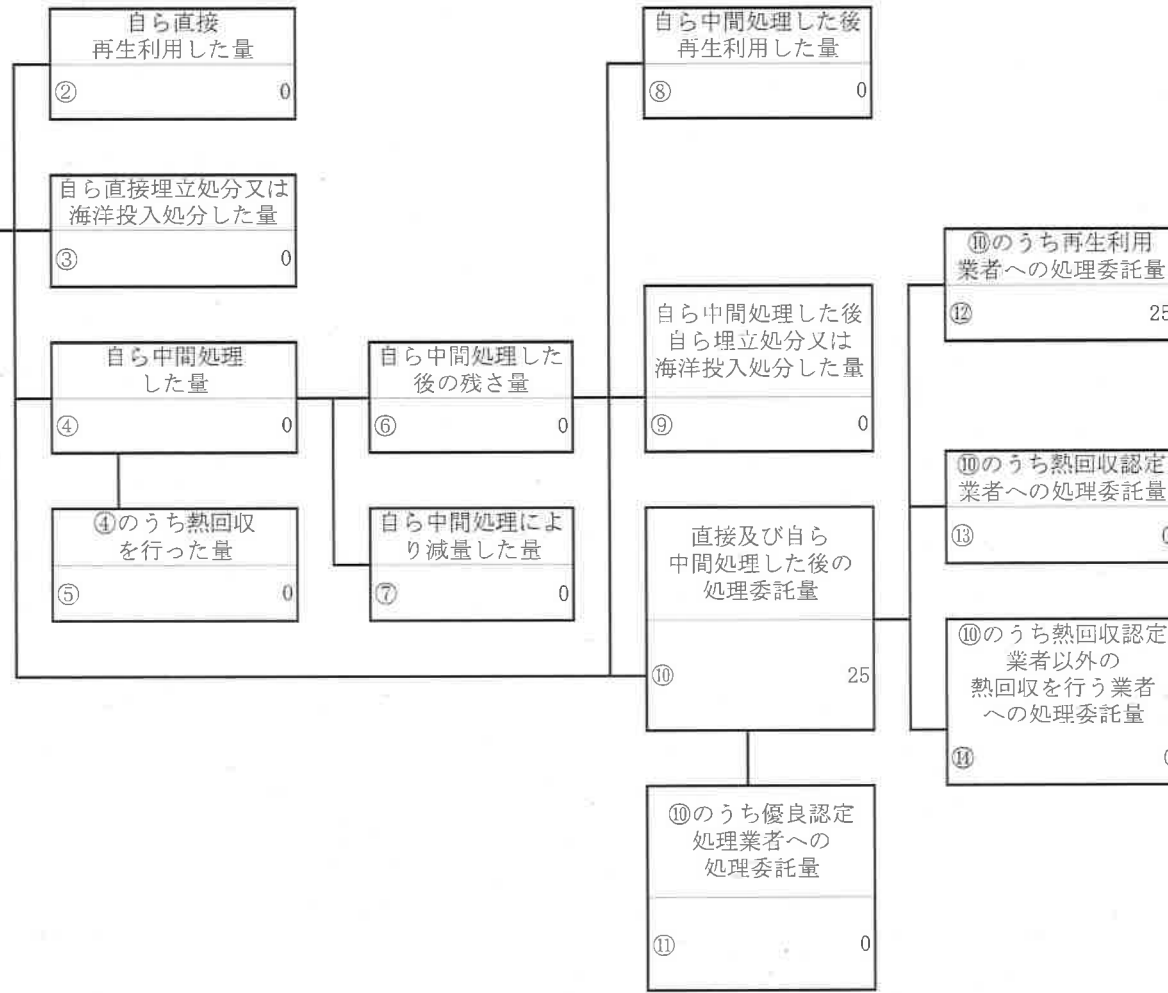 自ら直接
再生利用した量
② 0
自ら直接埋立処分又は
海洋投入処分した量
③ 0
自ら中間処理
した量
④ 0
④のうち熱回収
を行った量
⑤ 0
自ら中間処理した
後の残さ量
⑥ 0
自ら中間処理によ
り減量した量
⑦ 0
自ら中間処理した後
再生利用した量
⑧ 0
自ら中間処理した後
自ら埋立処分又は
海洋投入処分した量
⑨ 0
直接及び自ら
中間処理した後の
処理委託量
⑩ 25
⑩のうち優良認定
処理業者への
処理委託量
⑪ 0
⑩のうち再生利用
業者への処理委託量
⑫ 25
⑩のうち熱回収認定
業者への処理委託量
⑬
⑩のうち熱回収認定
業者以外の
熱回収を行う業者
への処理委託量
⑭